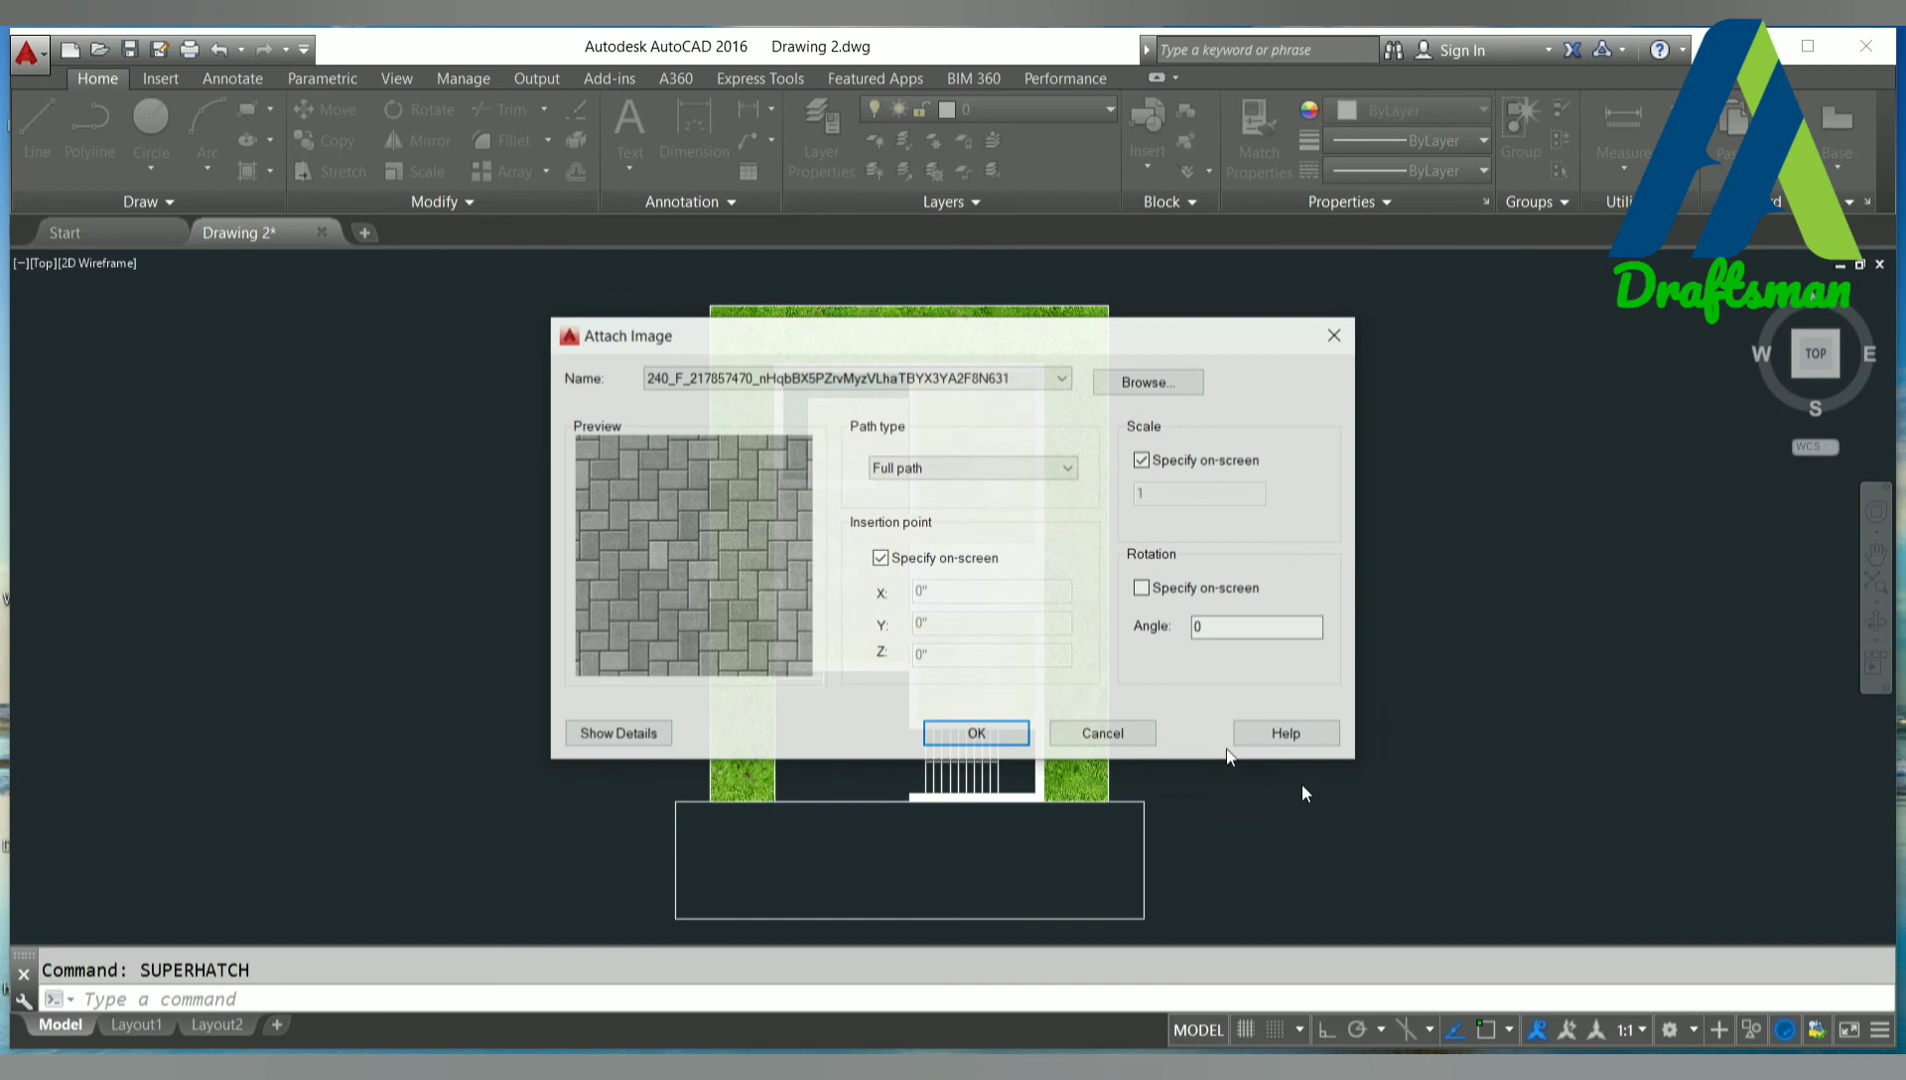 Autodesk AutoCAD 2016 Drawing 2.dwg
Type a keyword or phrase
Sign In
Home Insert Annotate Parametric View Manage Output Add-ins A360 Express Tools Featured Apps BIM 360 Performance
Move Rotate Trim
0
ByLayer
Copy Mirror Fillet
ByLayer
Line Polyline Circle Arc
Text Dimension
Layer
Properties
Insert
Match
Properties
Group
Measure
Base
Stretch Scale Array
ByLayer
Draw Modify Annotation Layers Block Properties Groups
Draftsman
Start Drawing 2*
[−][Top][2D Wireframe]
W TOP E
S
WCS
Attach Image
Name: 240_F_217857470_nHqbBX5PZrvMyzVLhaTBYX3YA2F8N631
Browse...
Preview
Path type
Full path
Scale
Specify on-screen
1
Insertion point
Specify on-screen
X: 0"
Y: 0"
Z: 0"
Rotation
Specify on-screen
Angle: 0
Show Details OK Cancel Help
Command: SUPERHATCH
Type a command
Model Layout1 Layout2
MODEL
1:1